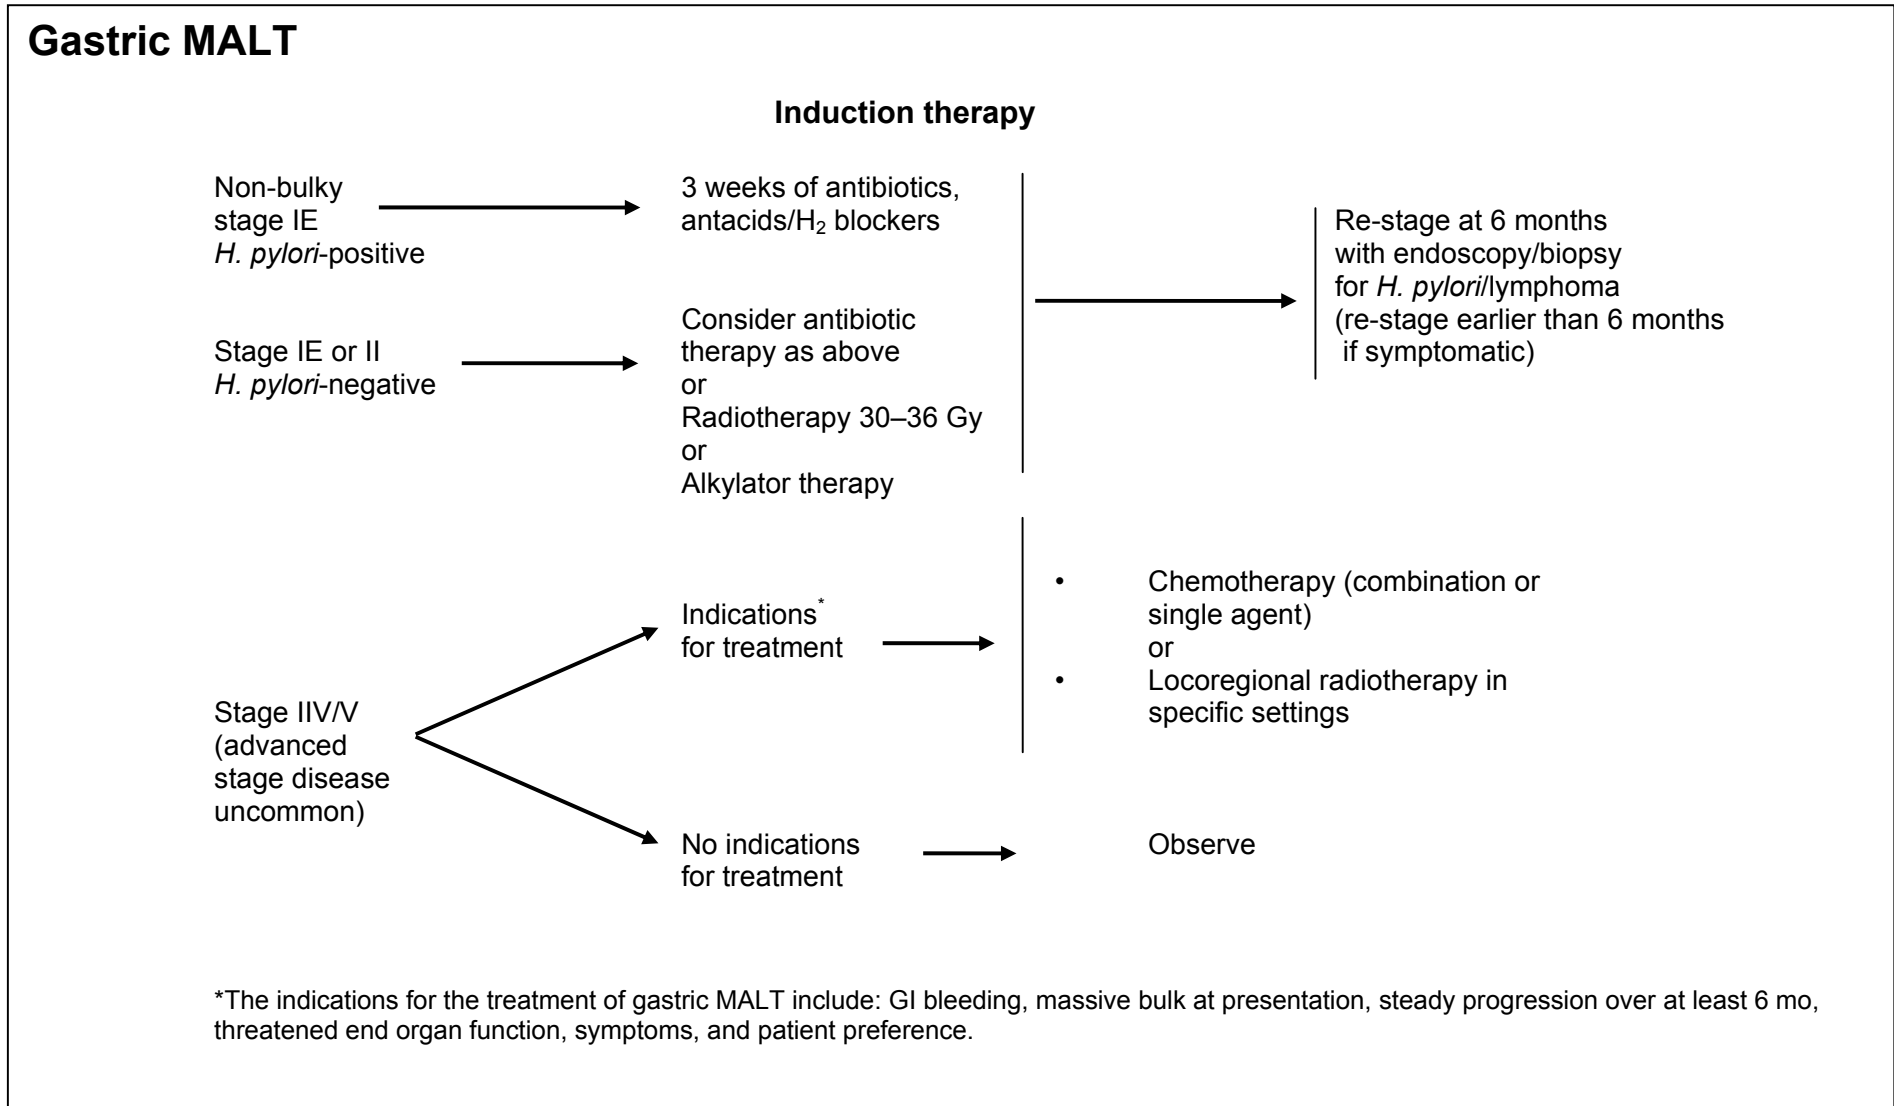 Gastric MALT
Induction therapy
Non-bulky
stage IE
H. pylori-positive
3 weeks of antibiotics,
antacids/H₂ blockers
Stage IE or II
H. pylori-negative
Consider antibiotic
therapy as above
or
Radiotherapy 30–36 Gy
or
Alkylator therapy
Re-stage at 6 months
with endoscopy/biopsy
for H. pylori/lymphoma
(re-stage earlier than 6 months
if symptomatic)
Stage IIV/V
(advanced
stage disease
uncommon)
Indications*
for treatment
• Chemotherapy (combination or
single agent)
or
• Locoregional radiotherapy in
specific settings
No indications
for treatment
Observe
*The indications for the treatment of gastric MALT include: GI bleeding, massive bulk at presentation, steady progression over at least 6 mo,
threatened end organ function, symptoms, and patient preference.